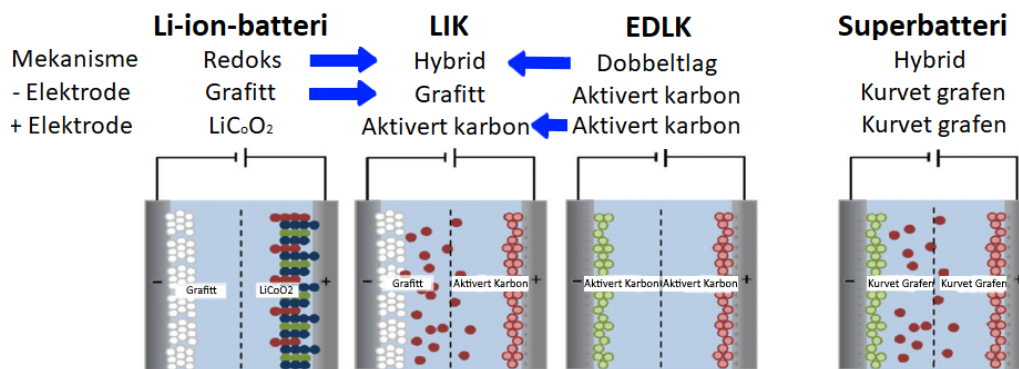 Li-ion-batteri LIK EDLK Superbatteri
Mekanisme Redoks Hybrid Dobbeltlag Hybrid
- Elektrode Grafitt Grafitt Aktivert karbon Kurvet grafen
+ Elektrode LiCoO2 Aktivert karbon Aktivert karbon Kurvet grafen
- Grafitt LiCoO2 + - Grafitt Aktivert Karbon + - Aktivert Karbon Aktivert Karbon + - Kurvet Grafen Kurvet Grafen +